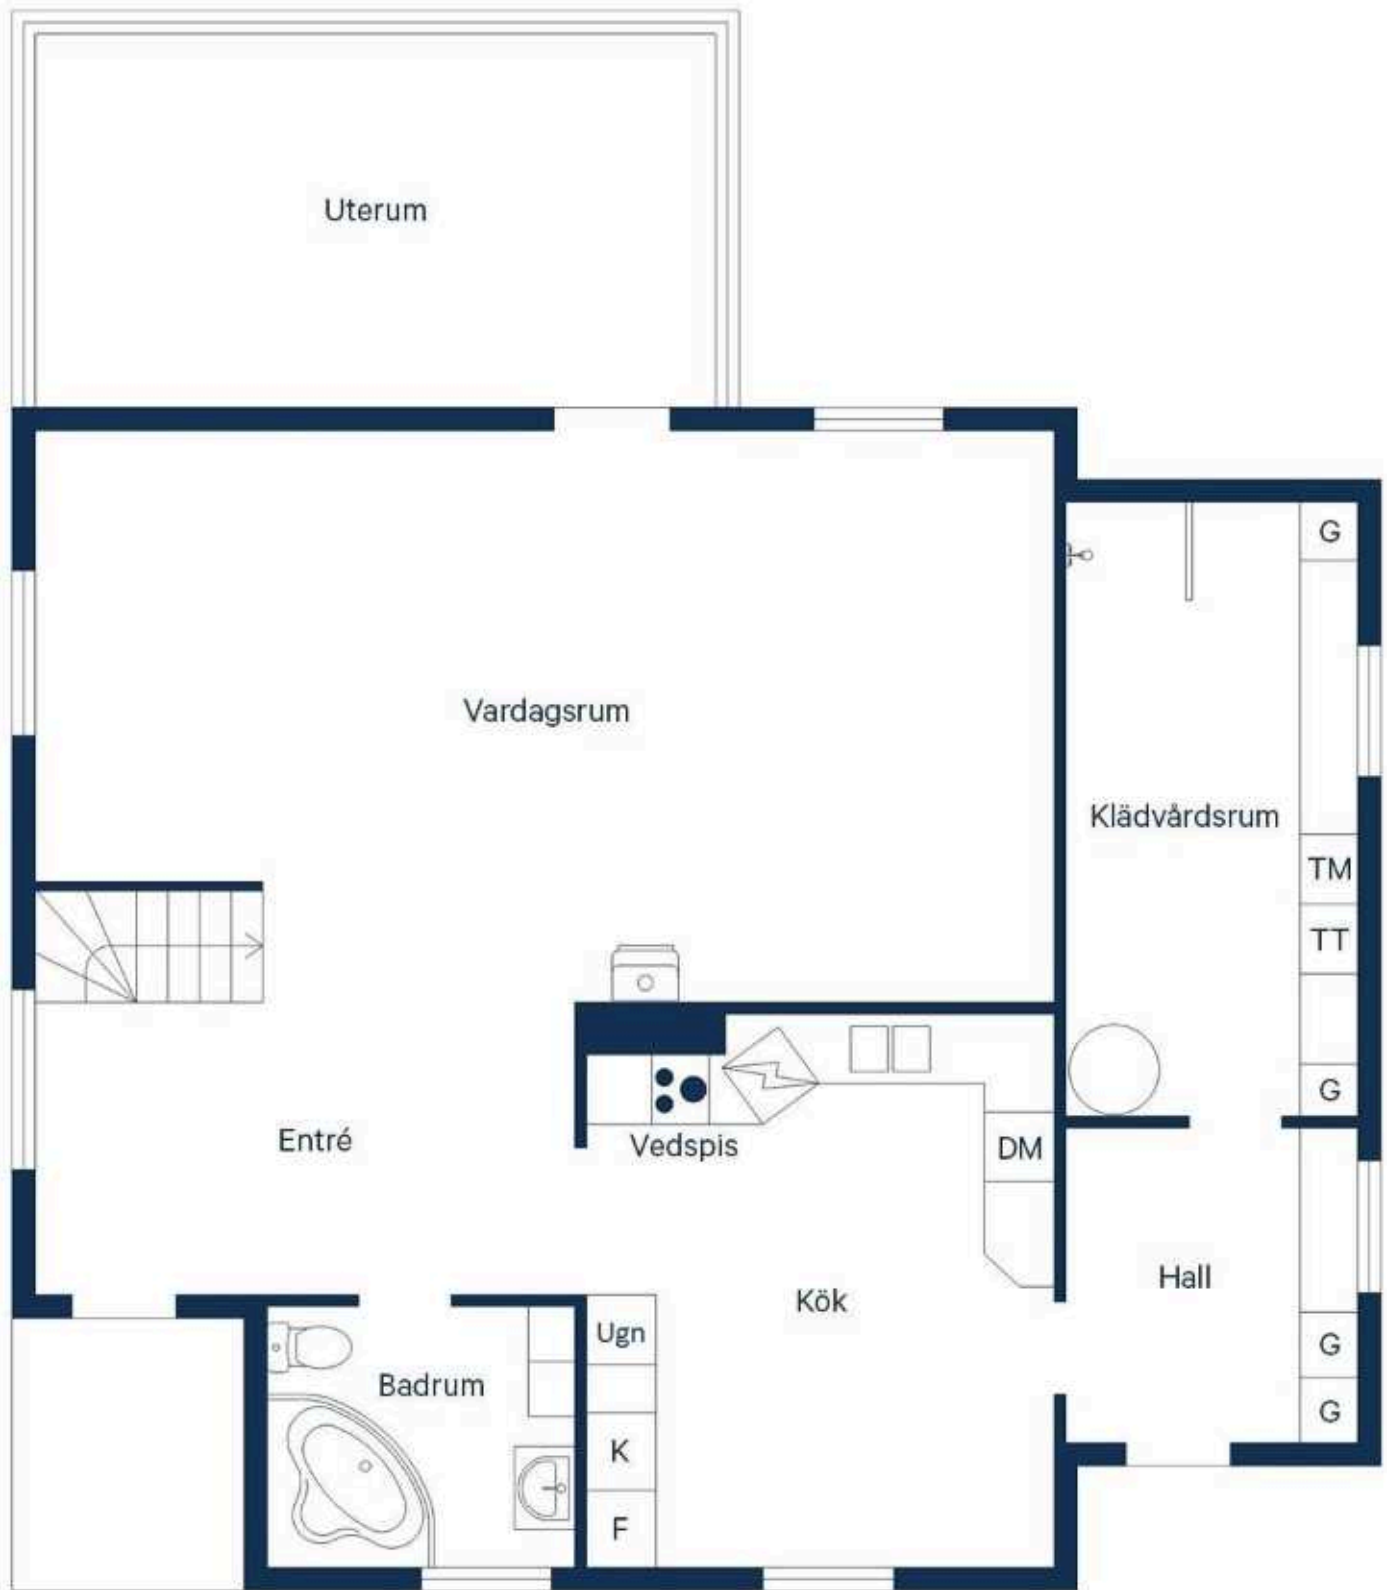 Uterum
G
Vardagsrum
Klädvårdsrum
TM
TT
G
Entré
Vedspis
DM
Hall
Kök
Ugn
G
Badrum
G
K
F